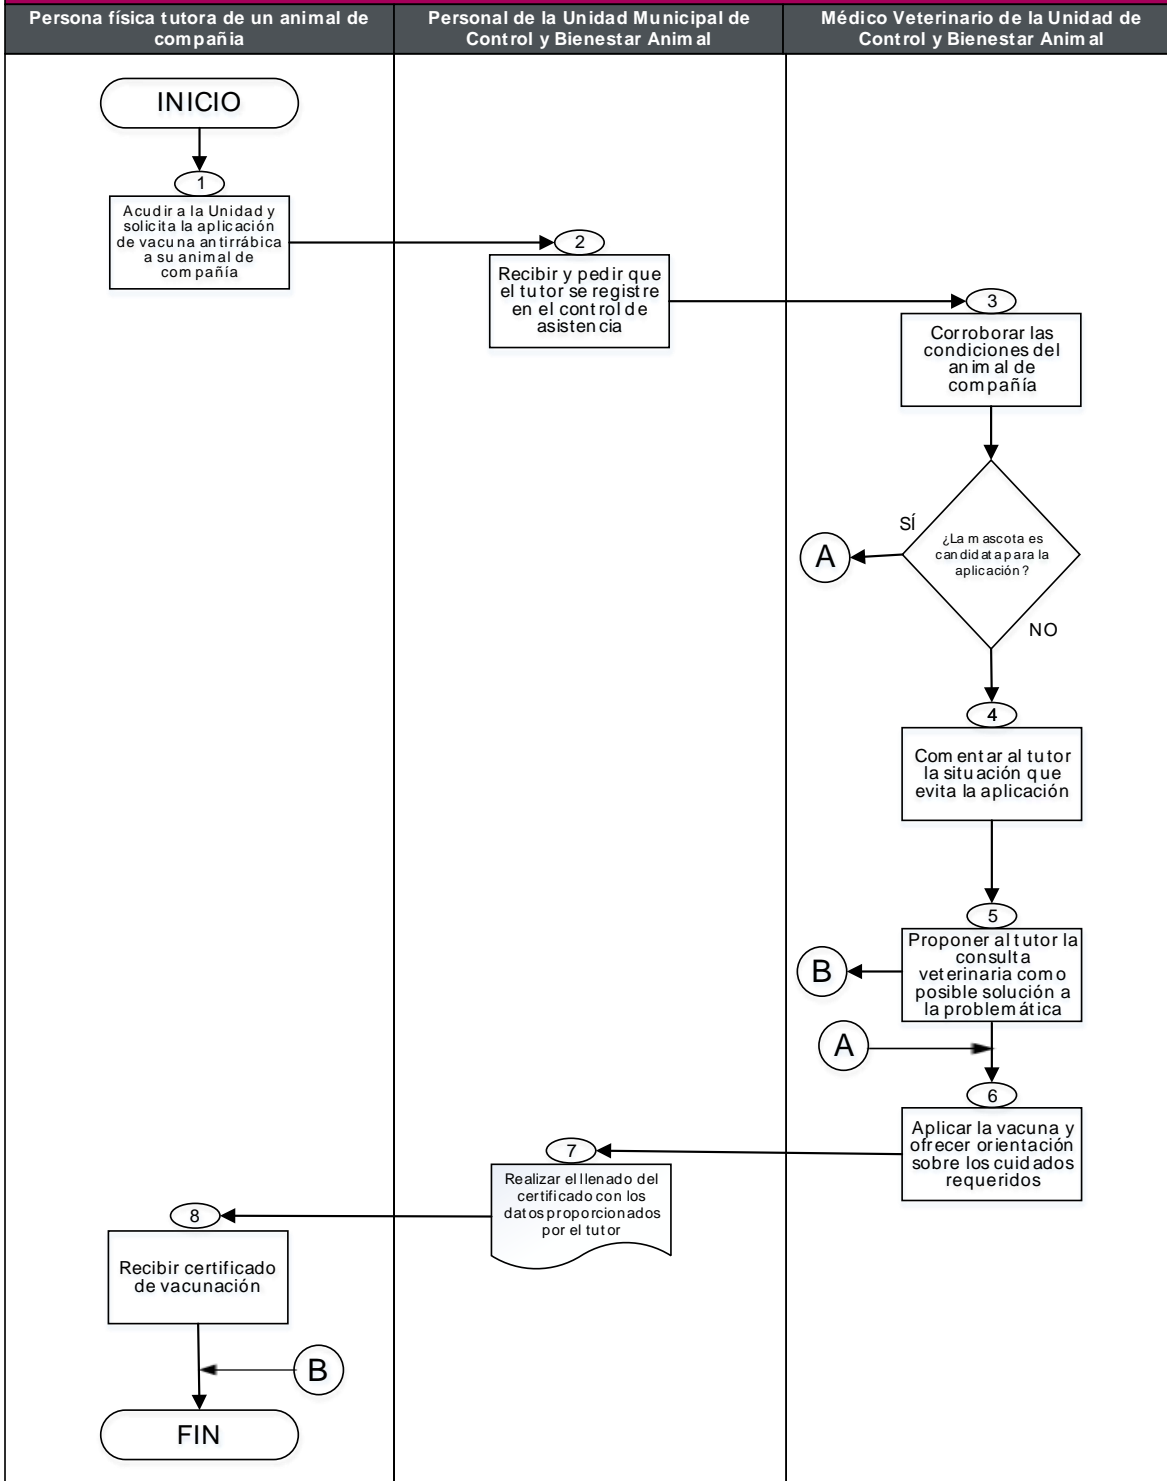 Persona física tutora de un animal de
compañia
Personal de la Unidad Municipal de
Control y Bienestar Animal
Médico Veterinario de la Unidad de
Control y Bienestar Animal
INICIO
1
Acudir a la Unidad y
solicita la aplicación
de vacuna antirrábica
a su animal de
compañía
2
Recibir y pedir que
el tutor se registre
en el control de
asistencia
3
Corroborar las
condiciones del
animal de
compañía
SÍ
¿La mascota es
candidata para la
aplicación?
A
NO
4
Comentar al tutor
la situación que
evita la aplicación
5
Proponer al tutor la
consulta
veterinaria como
posible solución a
la problemática
B
A
6
Aplicar la vacuna y
ofrecer orientación
sobre los cuidados
requeridos
7
Realizar el llenado del
certificado con los
datos proporcionados
por el tutor
8
Recibir certificado
de vacunación
B
FIN